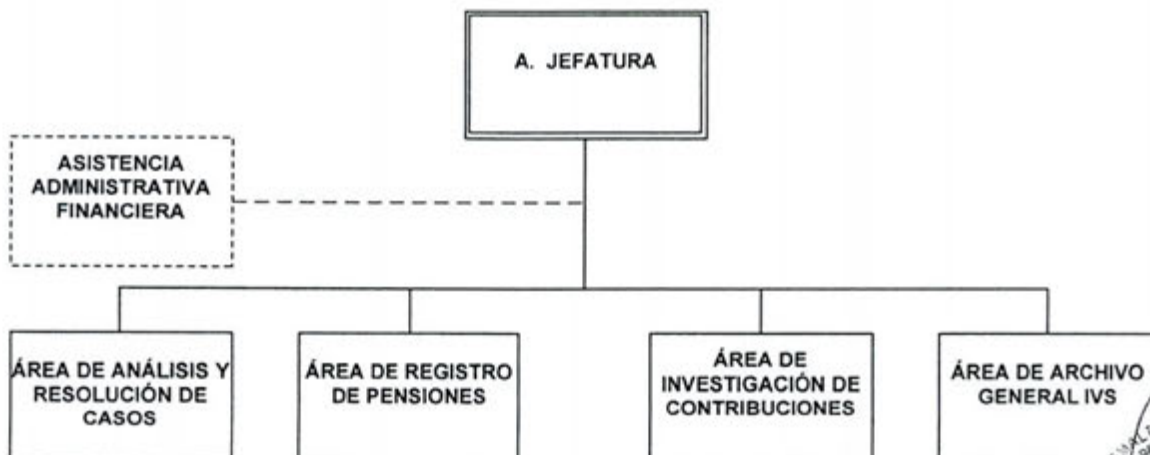 A. JEFATURA
ASISTENCIA
ADMINISTRATIVA
FINANCIERA
ÁREA DE ANÁLISIS Y
RESOLUCIÓN DE
CASOS
ÁREA DE REGISTRO
DE PENSIONES
ÁREA DE
INVESTIGACIÓN DE
CONTRIBUCIONES
ÁREA DE ARCHIVO
GENERAL IVS